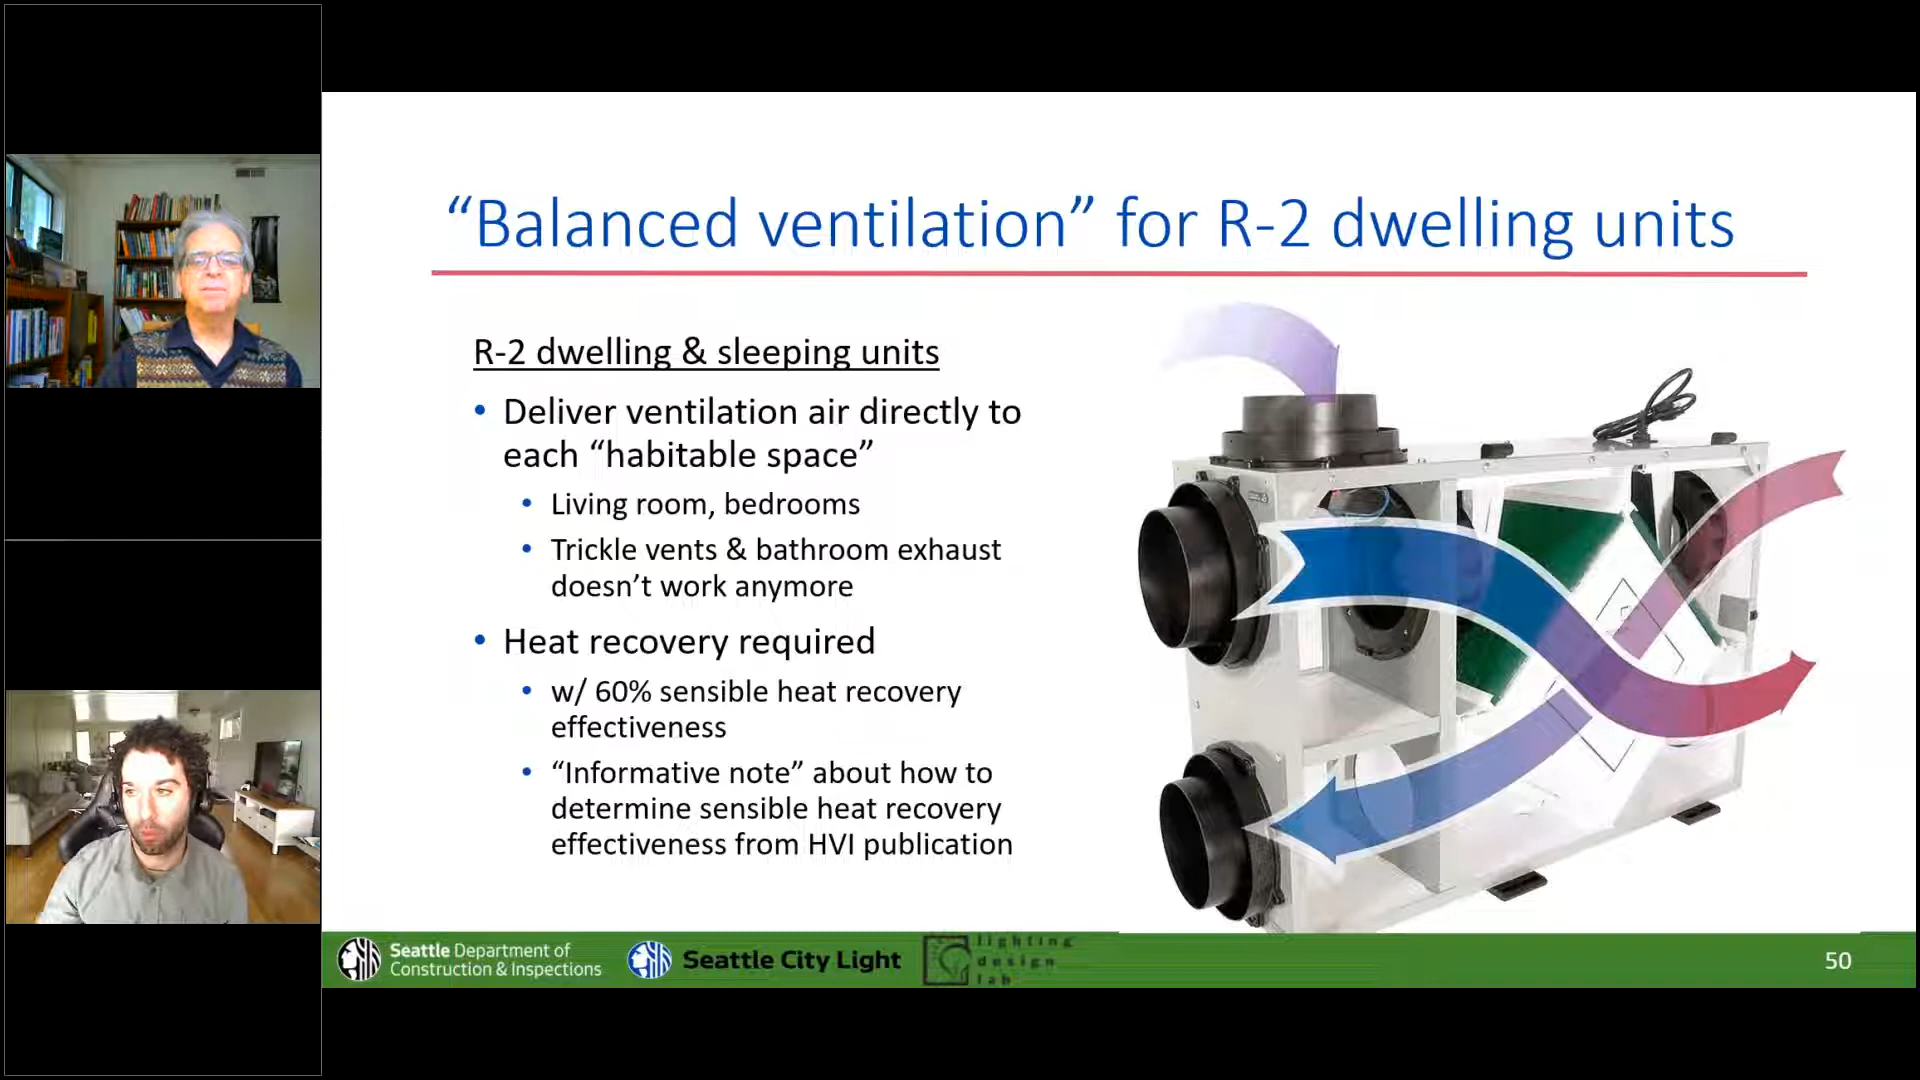 “Balanced ventilation” for R-2 dwelling units
R-2 dwelling & sleeping units
• Deliver ventilation air directly to
each “habitable space”
• Living room, bedrooms
• Trickle vents & bathroom exhaust
doesn’t work anymore
• Heat recovery required
• w/ 60% sensible heat recovery
effectiveness
• “Informative note” about how to
determine sensible heat recovery
effectiveness from HVI publication
Seattle Department of
Construction & Inspections
Seattle City Light
lighting
design
lab
50